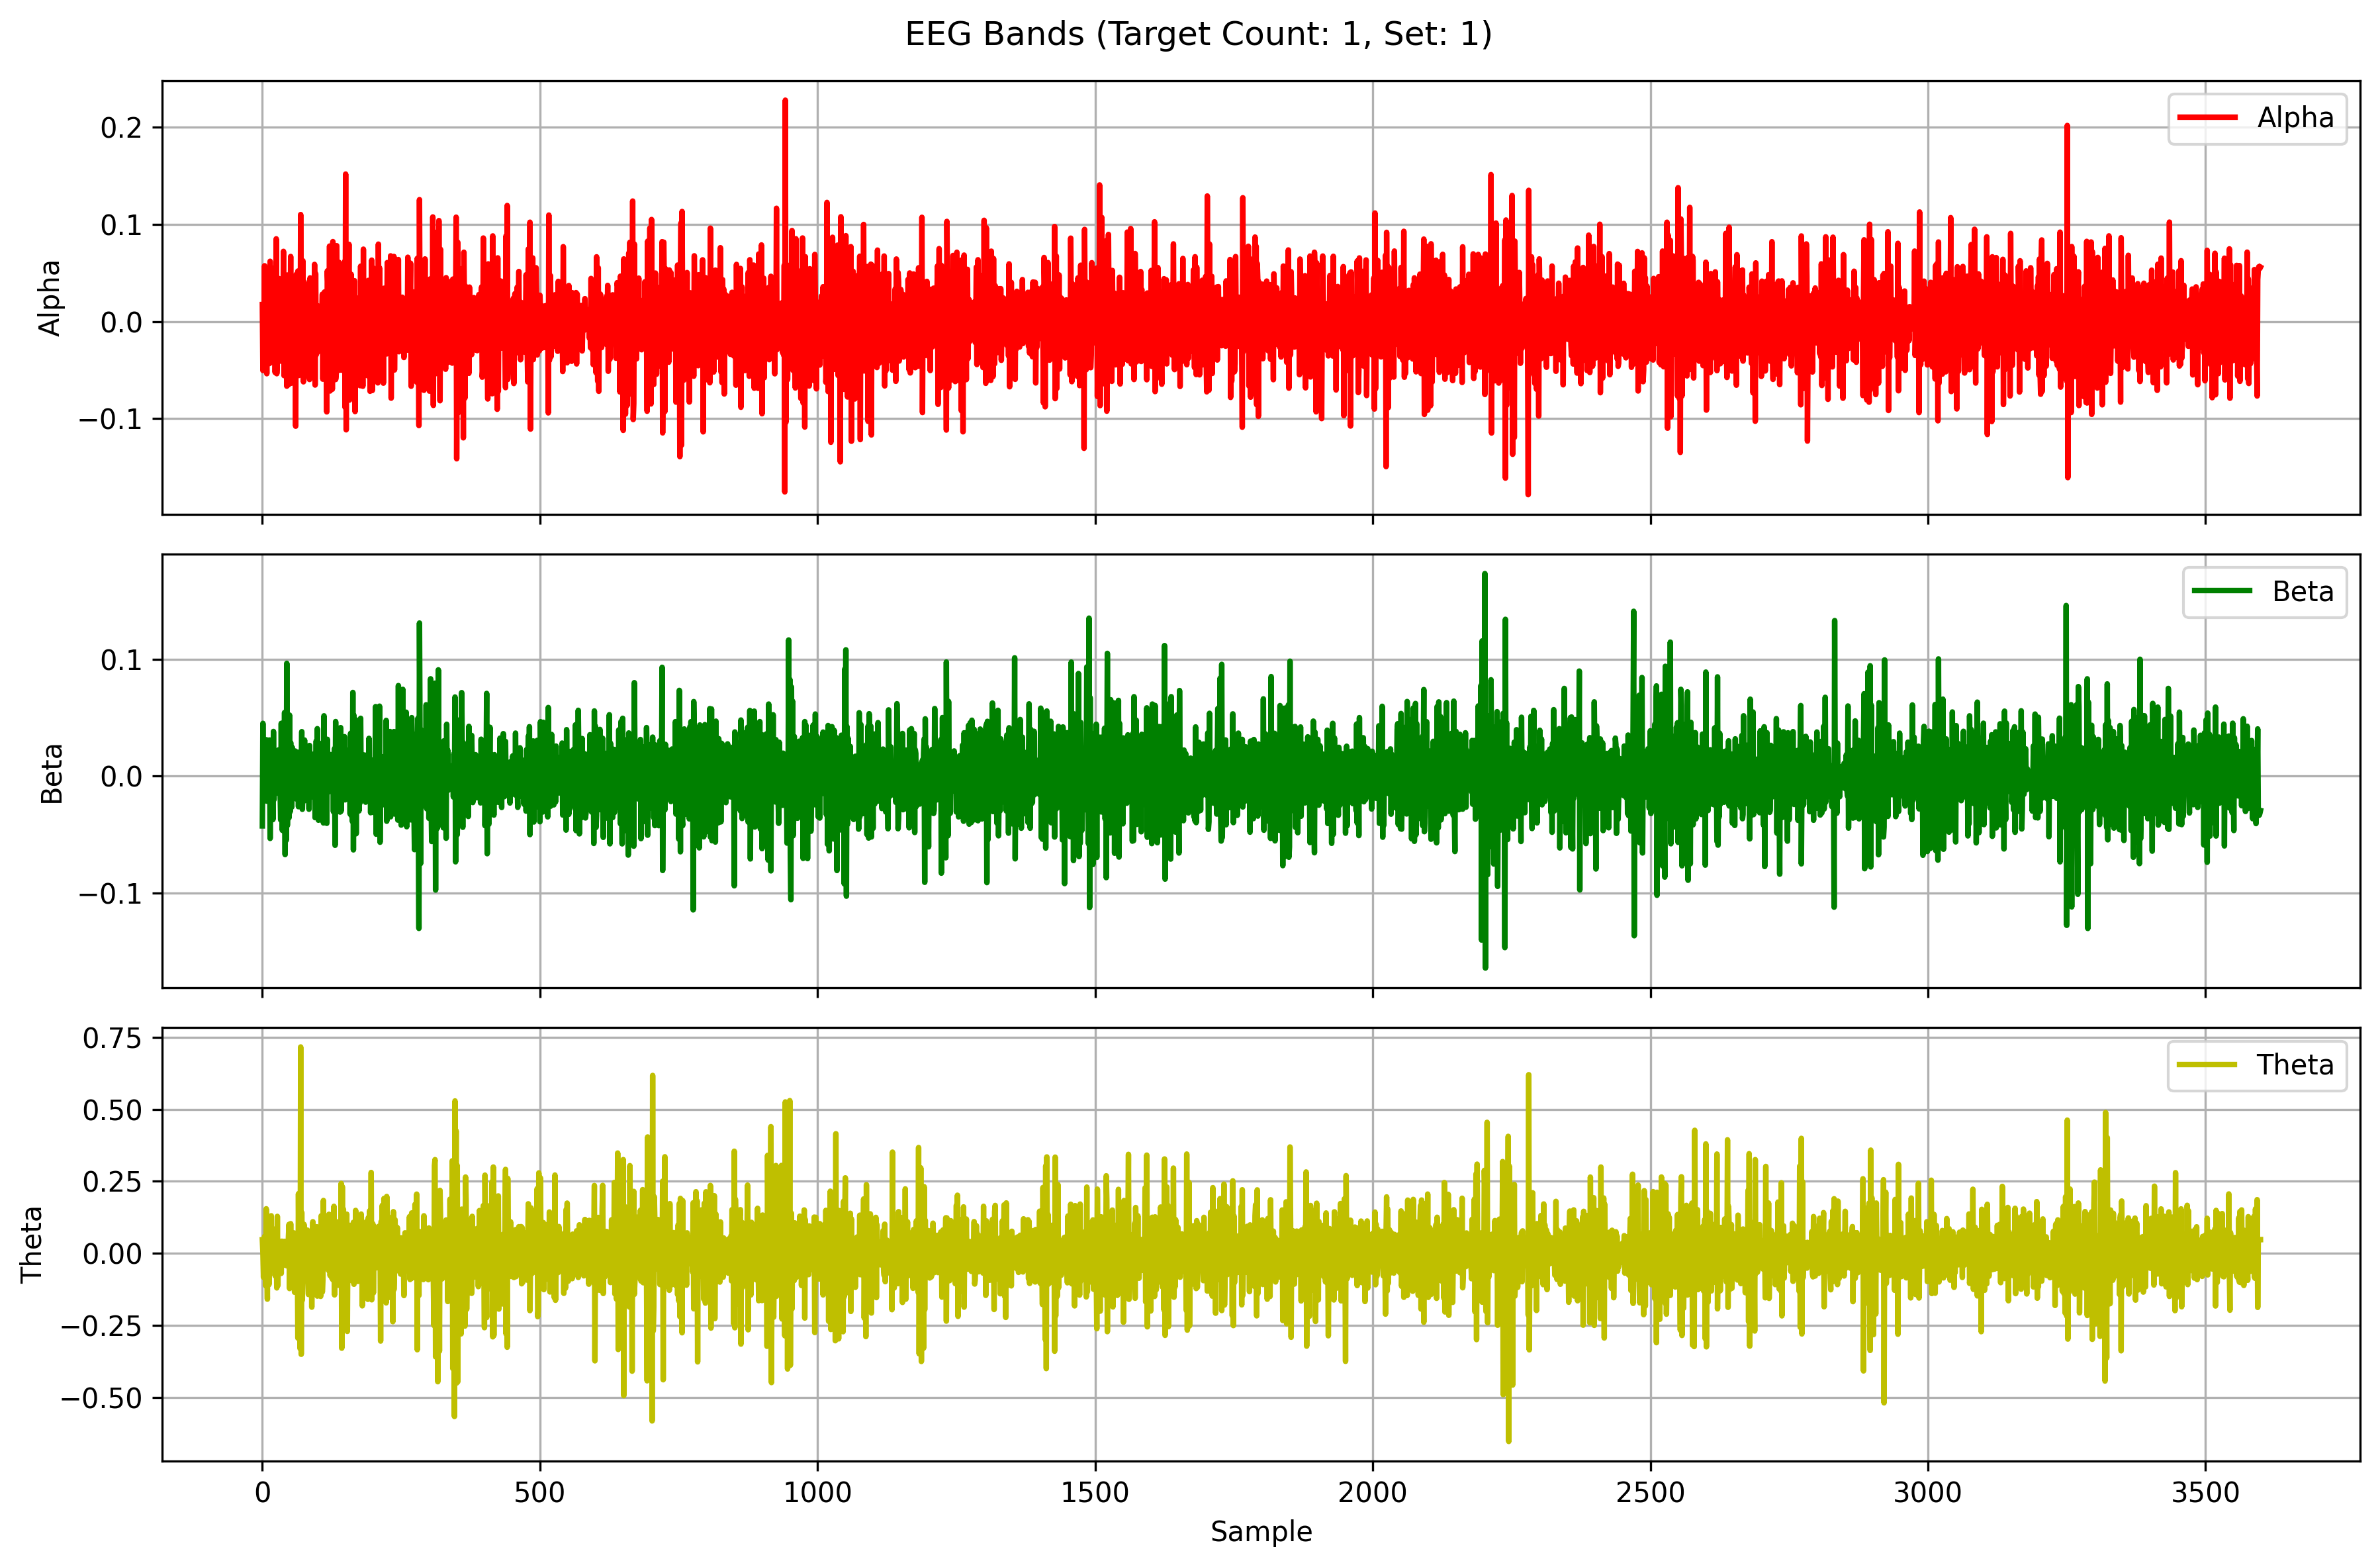 EEG Bands (Target Count: 1, Set: 1)
Alpha
0.2
0.1
0.0
−0.1
Alpha
Beta
0.1
0.0
−0.1
Beta
Theta
0.75
0.50
0.25
0.00
−0.25
−0.50
Theta
0 500 1000 1500 2000 2500 3000 3500
Sample